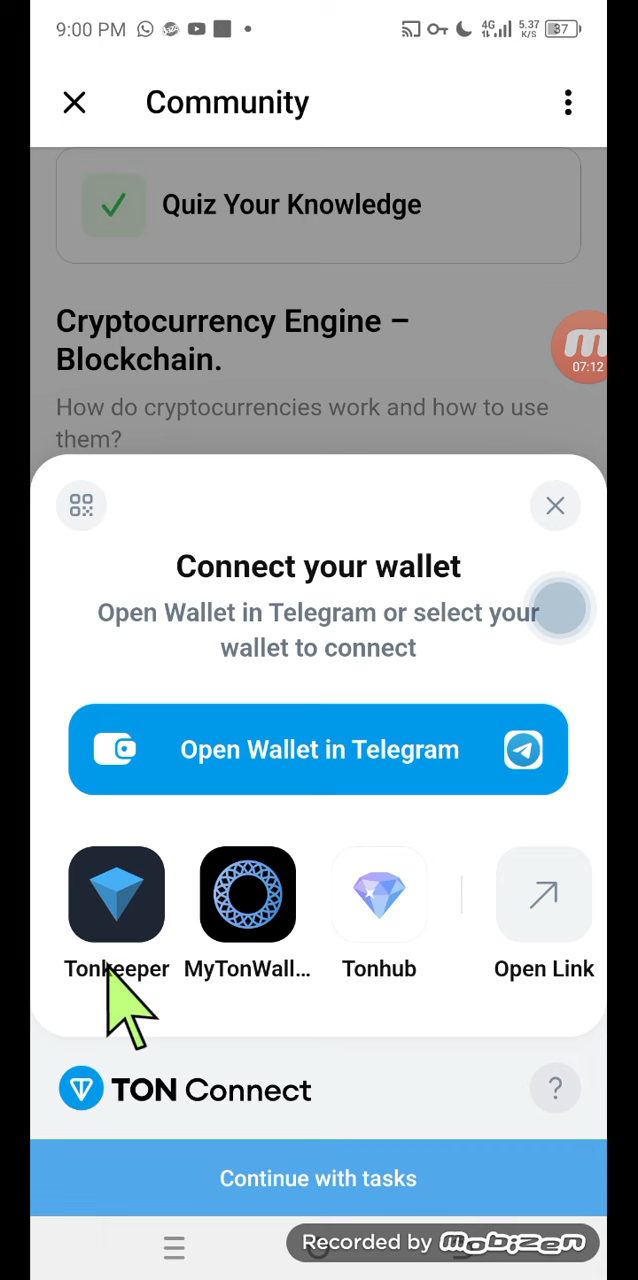 9:00 PM
4G
5.37
K/S
37
Community
Quiz Your Knowledge
07:12
Cryptocurrency Engine –
Blockchain.
How do cryptocurrencies work and how to use
them?
Connect your wallet
Open Wallet in Telegram or select your
wallet to connect
Open Wallet in Telegram
Tonkeeper MyTonWall... Tonhub Open Link
TON Connect
?
Continue with tasks
Recorded by mobizen